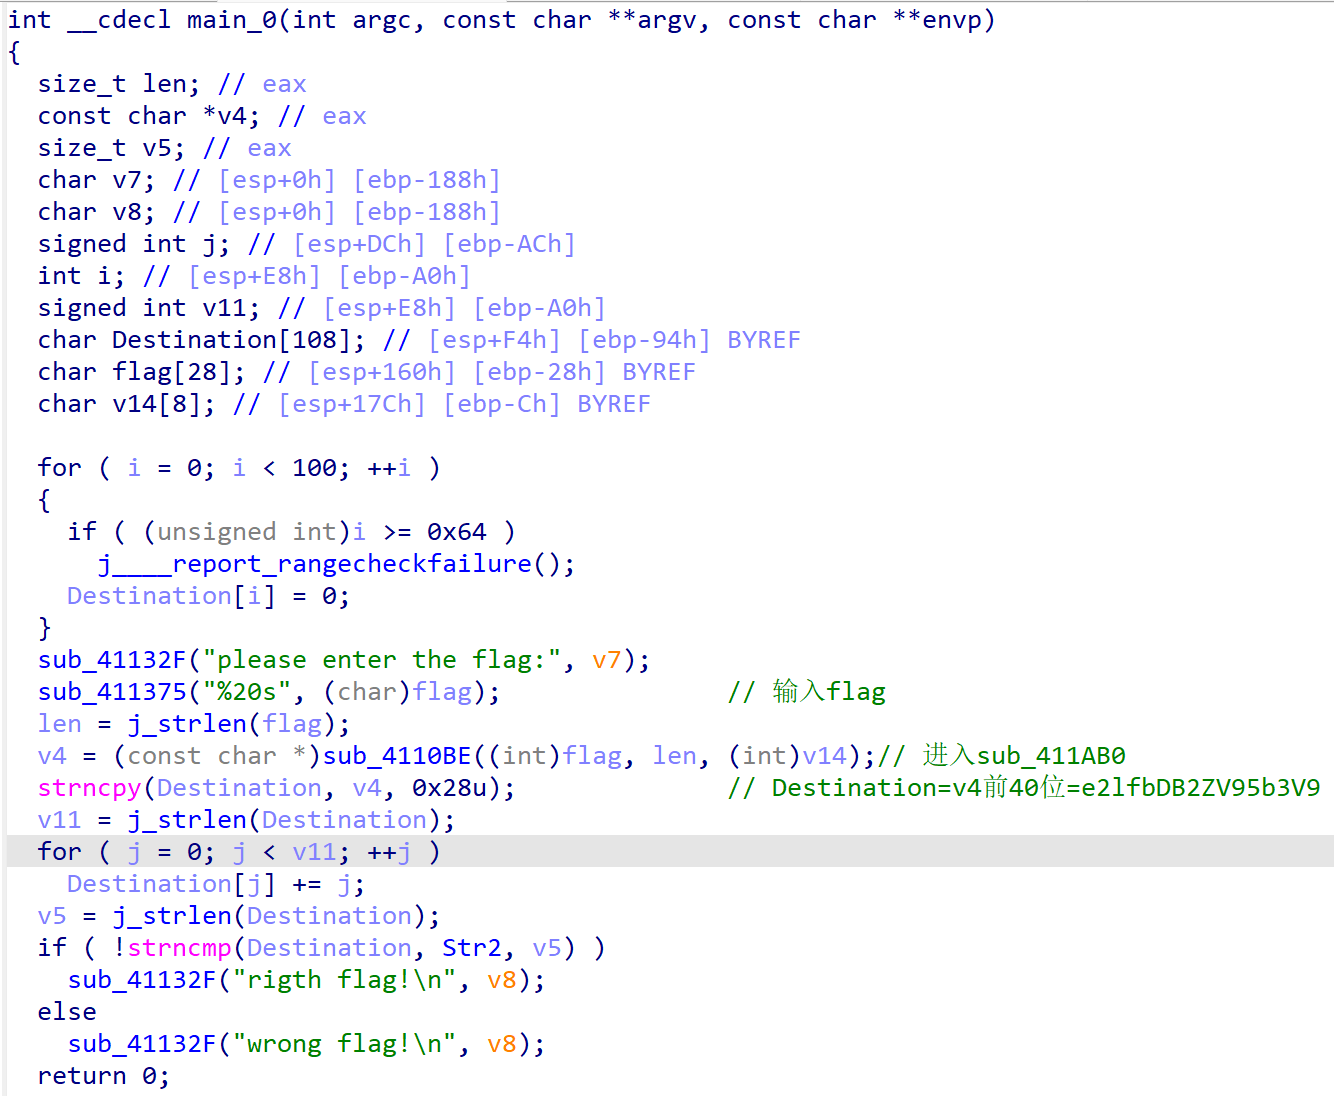 int __cdecl main_0(int argc, const char **argv, const char **envp)
{
  size_t len; // eax
  const char *v4; // eax
  size_t v5; // eax
  char v7; // [esp+0h] [ebp-188h]
  char v8; // [esp+0h] [ebp-188h]
  signed int j; // [esp+DCh] [ebp-ACh]
  int i; // [esp+E8h] [ebp-A0h]
  signed int v11; // [esp+E8h] [ebp-A0h]
  char Destination[108]; // [esp+F4h] [ebp-94h] BYREF
  char flag[28]; // [esp+160h] [ebp-28h] BYREF
  char v14[8]; // [esp+17Ch] [ebp-Ch] BYREF

  for ( i = 0; i < 100; ++i )
  {
    if ( (unsigned int)i >= 0x64 )
      j____report_rangecheckfailure();
    Destination[i] = 0;
  }
  sub_41132F("please enter the flag:", v7);
  sub_411375("%20s", (char)flag);               // 输入flag
  len = j_strlen(flag);
  v4 = (const char *)sub_4110BE((int)flag, len, (int)v14);// 进入sub_411AB0
  strncpy(Destination, v4, 0x28u);              // Destination=v4前40位=e2lfbDB2ZV95b3V9
  v11 = j_strlen(Destination);
  for ( j = 0; j < v11; ++j )
    Destination[j] += j;
  v5 = j_strlen(Destination);
  if ( !strncmp(Destination, Str2, v5) )
    sub_41132F("rigth flag!\n", v8);
  else
    sub_41132F("wrong flag!\n", v8);
  return 0;